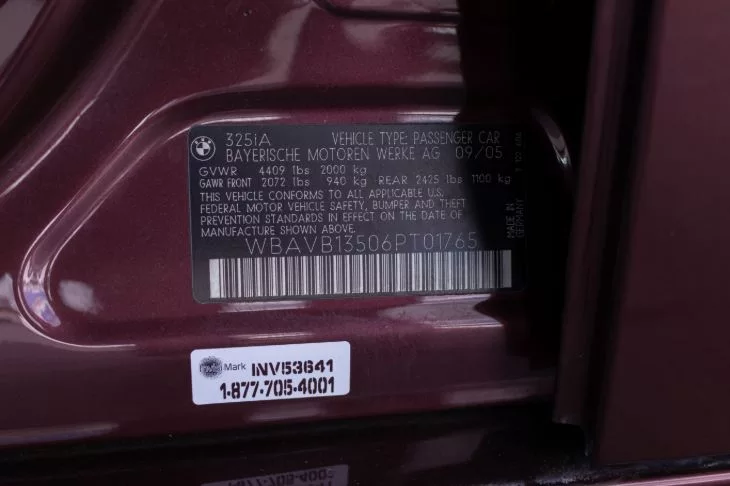 325iA VEHICLE TYPE: PASSENGER CAR
BAYERISCHE MOTOREN WERKE AG 09/05
GVWR 4409 lbs 2000 kg
GAWR FRONT 2072 lbs 940 kg REAR 2425 lbs 1100 kg
THIS VEHICLE CONFORMS TO ALL APPLICABLE U.S.
FEDERAL MOTOR VEHICLE SAFETY, BUMPER AND THEFT
PREVENTION STANDARDS IN EFFECT ON THE DATE OF
MANUFACTURE SHOWN ABOVE.
WBAVB13506PT01765
MADE IN
GERMANY
Mark INV53641
1-877-705-4001